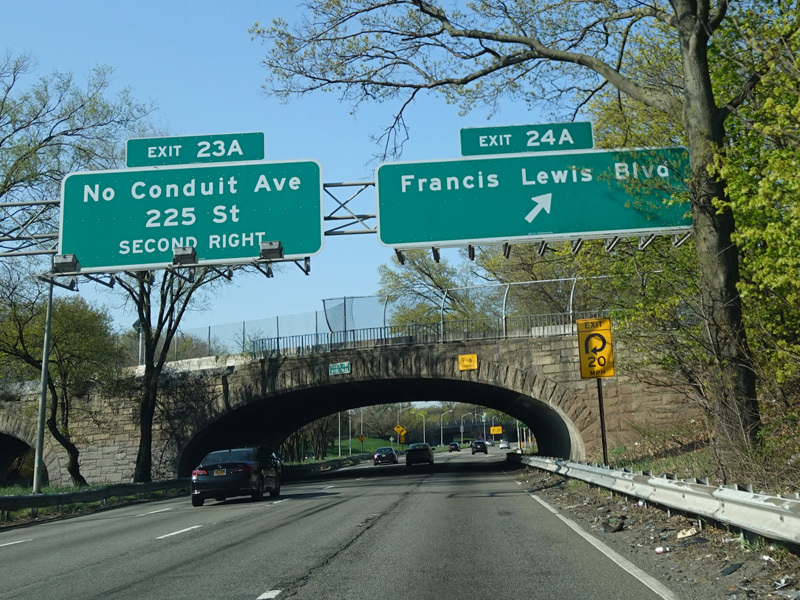 EXIT 23A
No Conduit Ave
225 St
SECOND RIGHT
EXIT 24A
Francis Lewis Blvd
EXIT
20